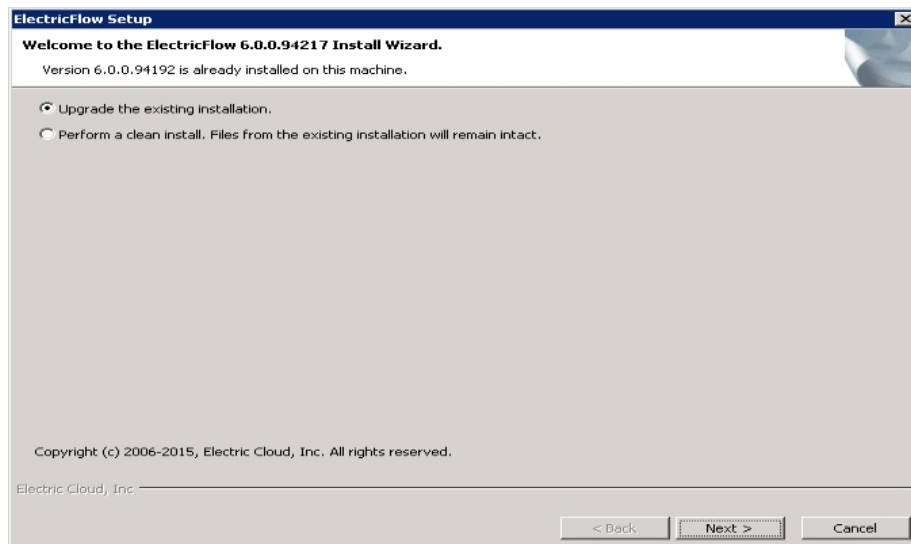 ElectricFlow Setup
Welcome to the ElectricFlow 6.0.0.94217 Install Wizard.
Version 6.0.0.94192 is already installed on this machine.
Upgrade the existing installation.
Perform a clean install. Files from the existing installation will remain intact.
Copyright (c) 2006-2015, Electric Cloud, Inc. All rights reserved.
Electric Cloud, Inc
< Back Next > Cancel